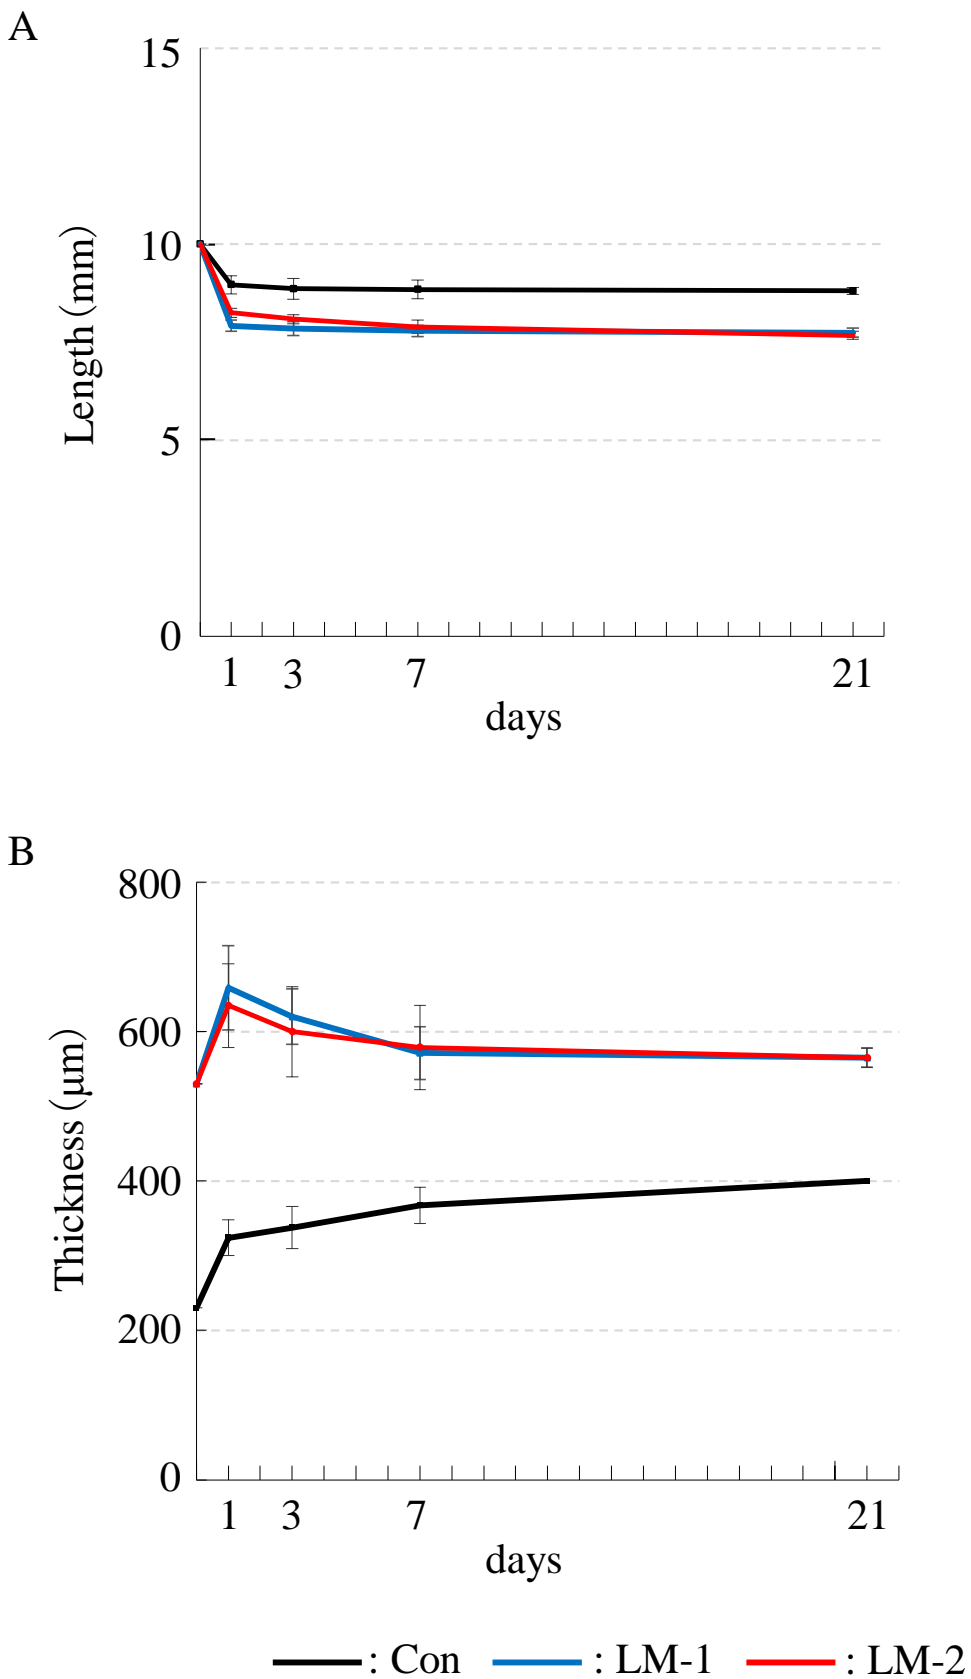 A
15
10
5
0
Length (mm)
1 3 7 21
days
B
800
600
400
200
0
Thickness (μm)
1 3 7 21
days
: Con : LM-1 : LM-2